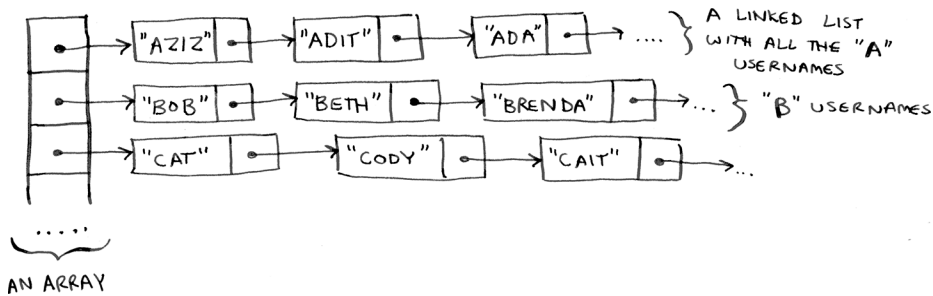 "AZIZ" "ADIT" "ADA" .... A LINKED LIST
WITH ALL THE "A"
USERNAMES
"BOB" "BETH" "BRENDA" ... "B" USERNAMES
"CAT" "CODY" "CAIT" ...
.....
AN ARRAY